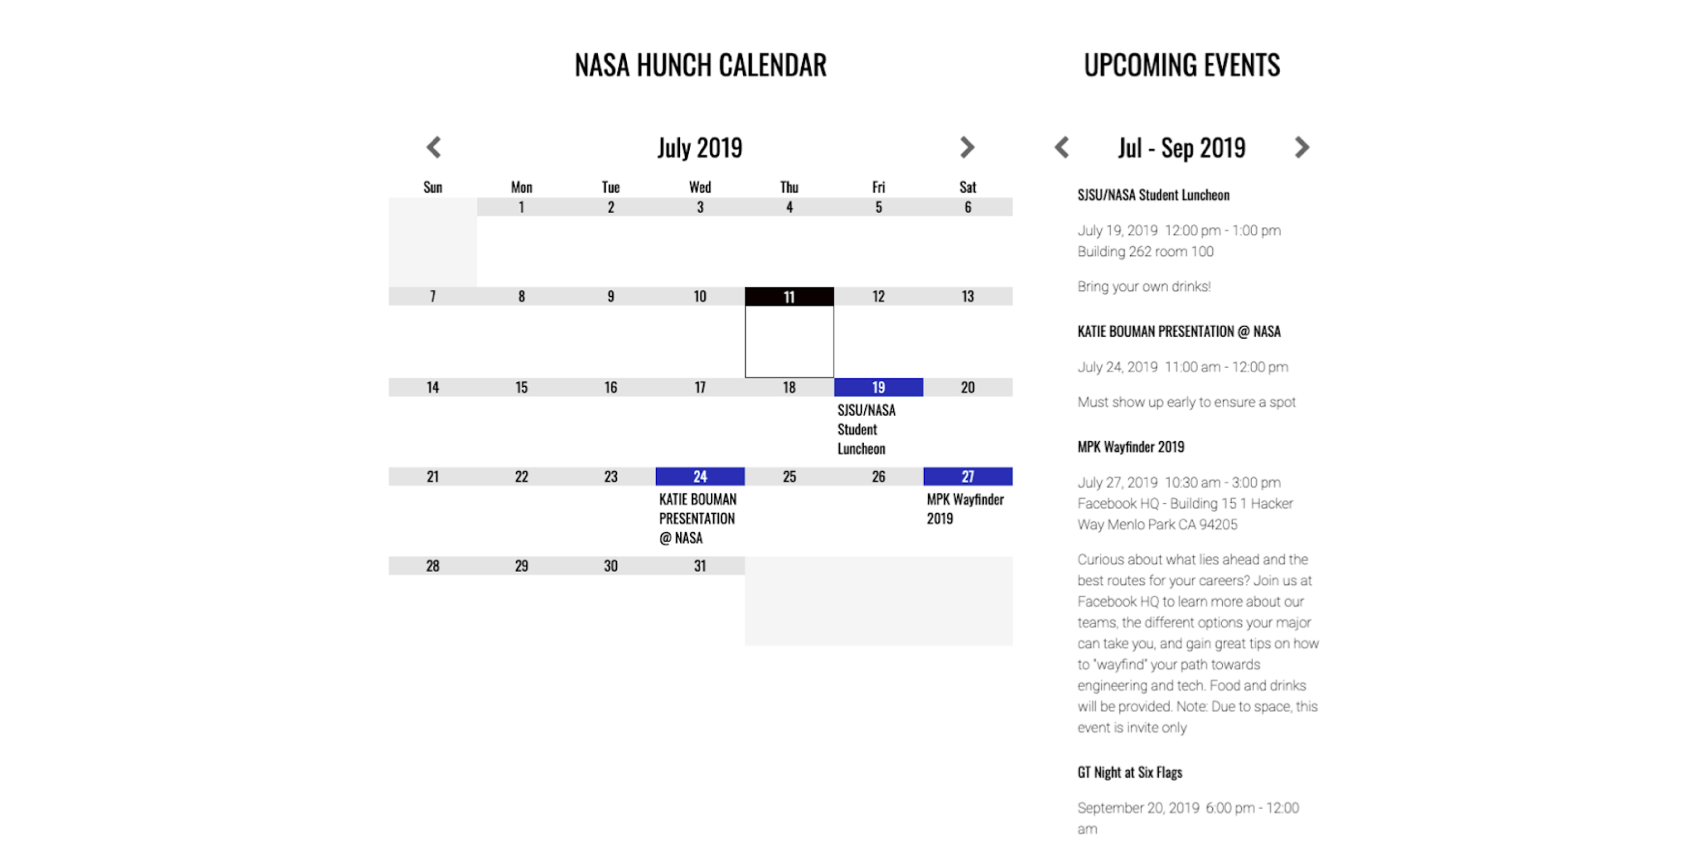 NASA HUNCH CALENDAR
July 2019
Sun Mon Tue Wed Thu Fri Sat
1 2 3 4 5 6
7 8 9 10 11 12 13
14 15 16 17 18 19 20
SJSU/NASA
Student
Luncheon
21 22 23 24 25 26 27
KATIE BOUMAN
PRESENTATION
@ NASA
MPK Wayfinder
2019
28 29 30 31
UPCOMING EVENTS
Jul - Sep 2019
SJSU/NASA Student Luncheon
July 19, 2019 12:00 pm - 1:00 pm
Building 262 room 100
Bring your own drinks!
KATIE BOUMAN PRESENTATION @ NASA
July 24, 2019 11:00 am - 12:00 pm
Must show up early to ensure a spot
MPK Wayfinder 2019
July 27, 2019 10:30 am - 3:00 pm
Facebook HQ - Building 15 1 Hacker
Way Menlo Park CA 94205
Curious about what lies ahead and the
best routes for your careers? Join us at
Facebook HQ to learn more about our
teams, the different options your major
can take you, and gain great tips on how
to "wayfind" your path towards
engineering and tech. Food and drinks
will be provided. Note: Due to space, this
event is invite only
GT Night at Six Flags
September 20, 2019 6:00 pm - 12:00
am